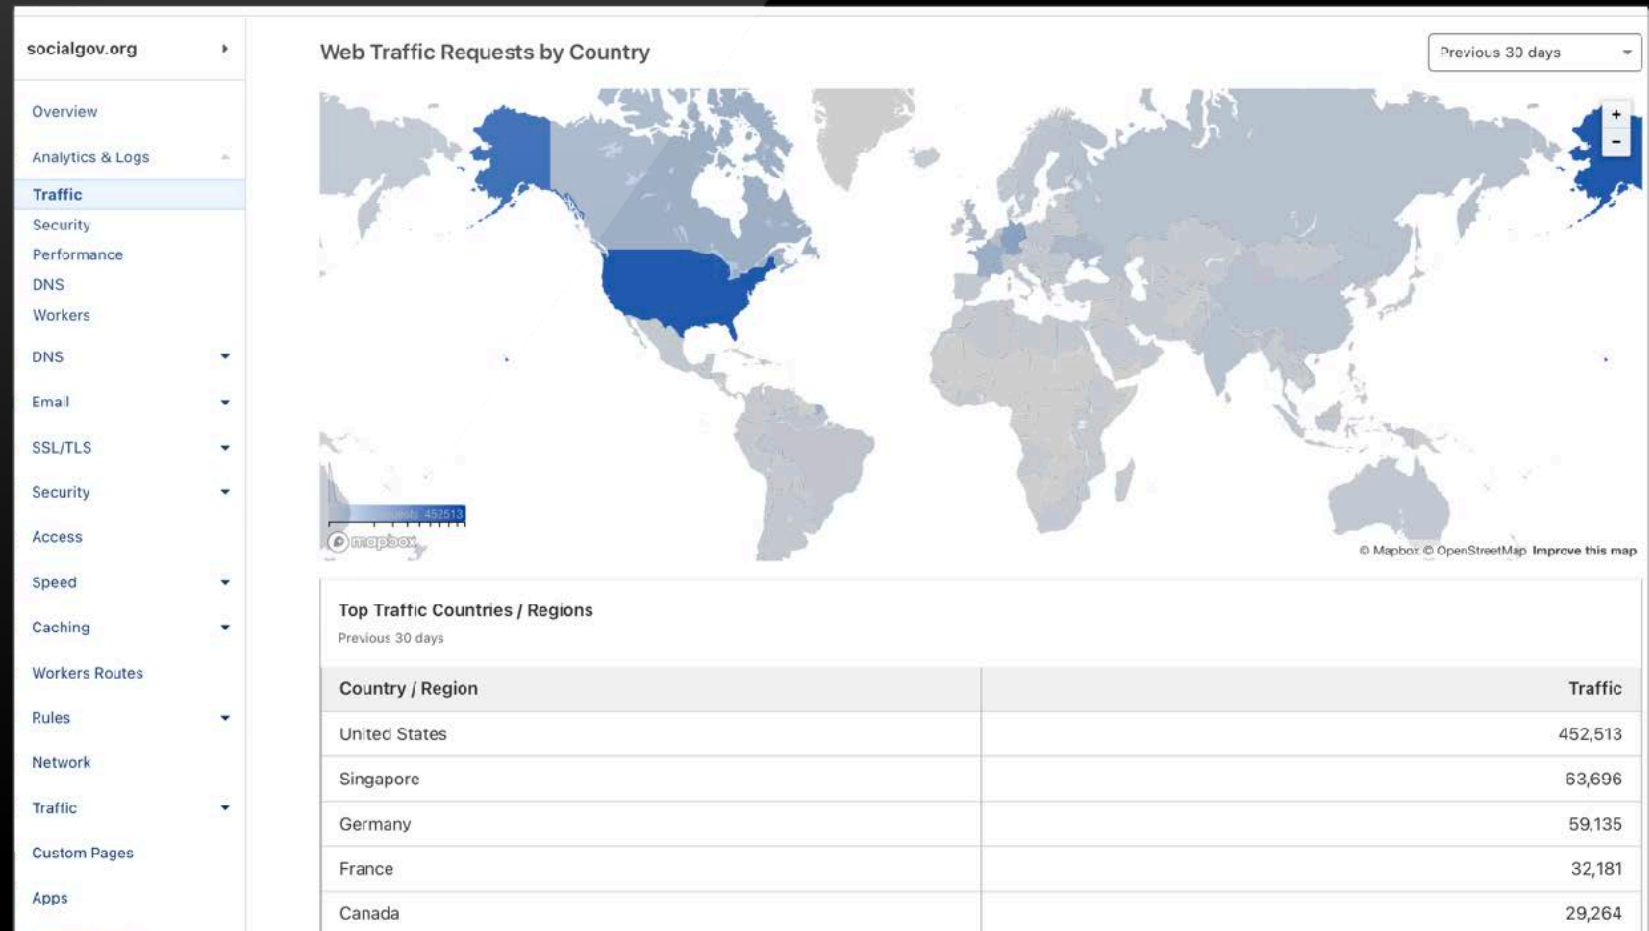 socialgov.org
Overview
Analytics & Logs
Traffic
Security
Performance
DNS
Workers
DNS
Email
SSL/TLS
Security
Access
Speed
Caching
Workers Routes
Rules
Network
Traffic
Custom Pages
Apps
Web Traffic Requests by Country
Previous 30 days
+
-
452513
mapbox
© Mapbox © OpenStreetMap Improve this map
Top Traffic Countries / Regions
Previous 30 days
Country / Region Traffic
United States 452,513
Singapore 63,696
Germany 59,135
France 32,181
Canada 29,264